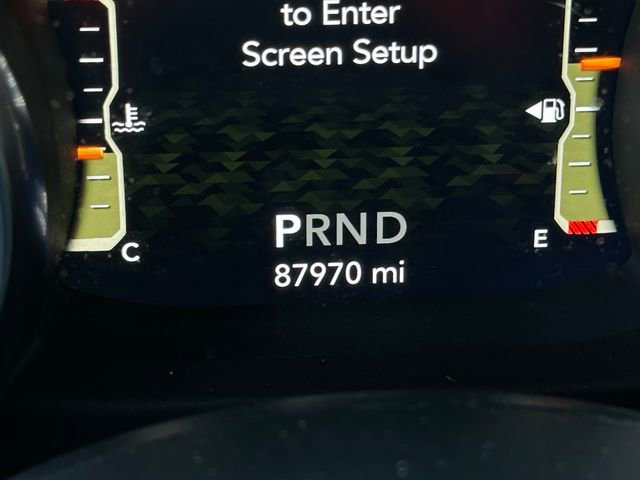 to Enter
Screen Setup
PRND
87970 mi
C
E